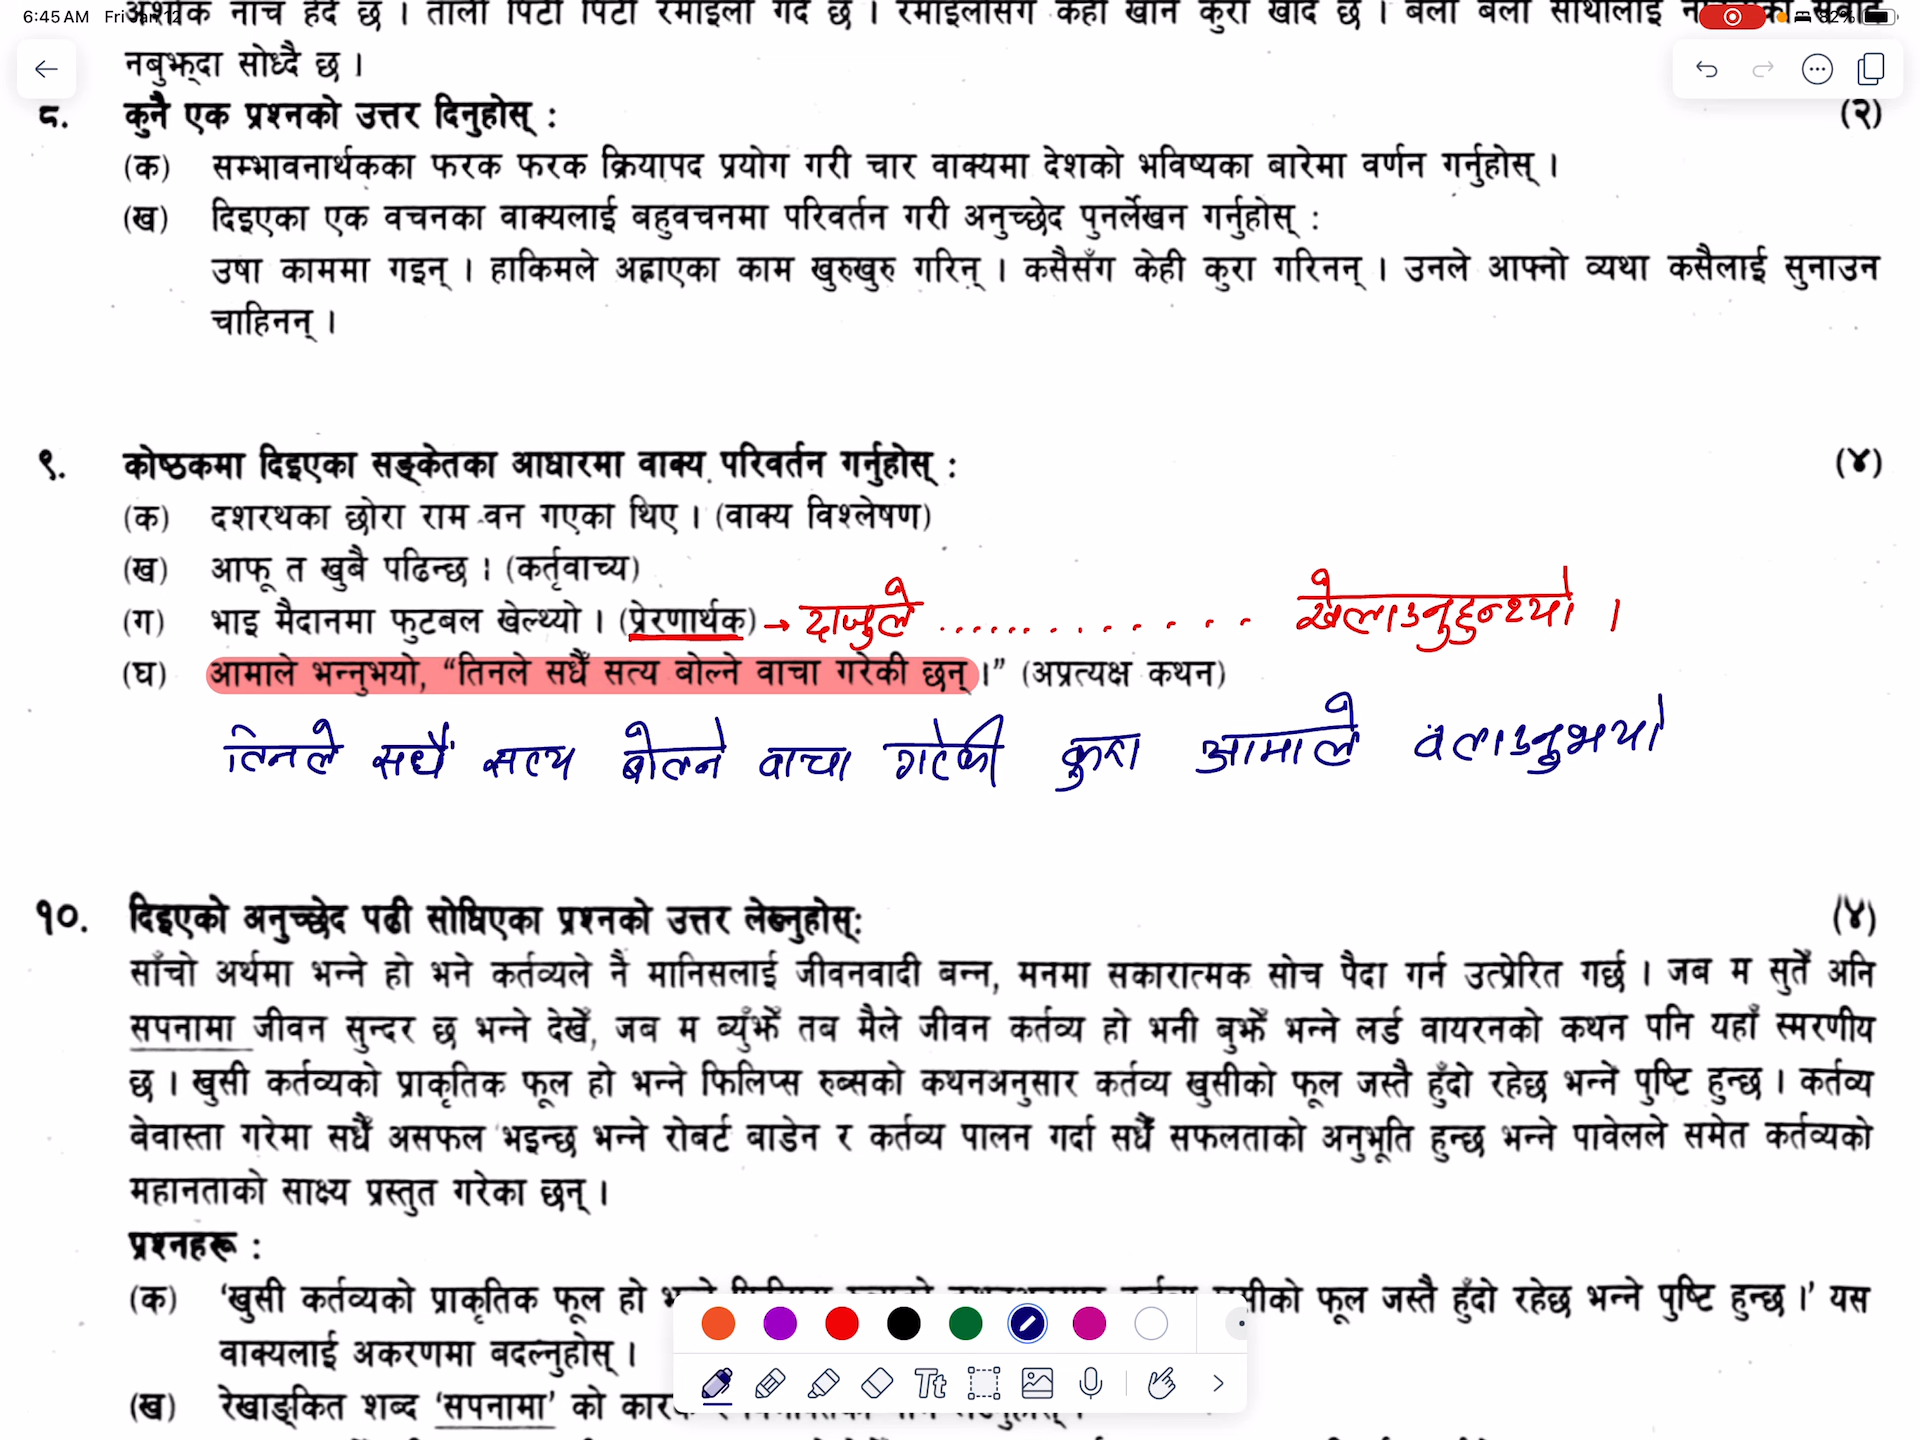 6:45 AM Fri Jan 12
82%
नबुझ्दा सोध्दै छ ।
८. कुनै एक प्रश्नको उत्तर दिनुहोस् : (२)
(क) सम्भावनार्थकका फरक फरक क्रियापद प्रयोग गरी चार वाक्यमा देशको भविष्यका बारेमा वर्णन गर्नुहोस् ।
(ख) दिइएका एक वचनका वाक्यलाई बहुवचनमा परिवर्तन गरी अनुच्छेद पुनर्लेखन गर्नुहोस् :
उषा काममा गइन् । हाकिमले अह्राएका काम खुरुखुरु गरिन् । कसैसँग केही कुरा गरिनन् । उनले आफ्नो व्यथा कसैलाई सुनाउन
चाहिनन् ।
९. कोष्ठकमा दिइएका सङ्केतका आधारमा वाक्य परिवर्तन गर्नुहोस् : (४)
(क) दशरथका छोरा राम वन गएका थिए । (वाक्य विश्लेषण)
(ख) आफू त खुबै पढिन्छ । (कर्तृवाच्य)
(ग) भाइ मैदानमा फुटबल खेल्थ्यो । (प्रेरणार्थक) → दाजुले ............. खेलाउनुहुन्थ्यो ।
(घ) आमाले भन्नुभयो, “तिनले सधैँ सत्य बोल्ने वाचा गरेकी छन् ।” (अप्रत्यक्ष कथन)
तिनले सधैँ सत्य बोल्ने वाचा गरेकी कुरा आमाले बताउनुभयो
१०. दिइएको अनुच्छेद पढी सोधिएका प्रश्नको उत्तर लेख्नुहोस्: (४)
साँचो अर्थमा भन्ने हो भने कर्तव्यले नै मानिसलाई जीवनवादी बन्न, मनमा सकारात्मक सोच पैदा गर्न उत्प्रेरित गर्छ । जब म सुतेँ अनि
सपनामा जीवन सुन्दर छ भन्ने देखेँ, जब म ब्युँझेँ तब मैले जीवन कर्तव्य हो भनी बुझेँ भन्ने लर्ड वायरनको कथन पनि यहाँ स्मरणीय
छ । खुसी कर्तव्यको प्राकृतिक फूल हो भन्ने फिलिप्स रुब्सको कथनअनुसार कर्तव्य खुसीको फूल जस्तै हुँदो रहेछ भन्ने पुष्टि हुन्छ । कर्तव्य
बेवास्ता गरेमा सधैँ असफल भइन्छ भन्ने रोबर्ट बाडेन र कर्तव्य पालन गर्दा सधैँ सफलताको अनुभूति हुन्छ भन्ने पावेलले समेत कर्तव्यको
महानताको साक्ष्य प्रस्तुत गरेका छन् ।
प्रश्नहरू :
(क) ‘खुसी कर्तव्यको प्राकृतिक फूल हो फूल जस्तै हुँदो रहेछ भन्ने पुष्टि हुन्छ ।’ यस
वाक्यलाई अकरणमा बदल्नुहोस् ।
(ख) रेखाङ्कित शब्द ‘सपनामा’ को
Tt